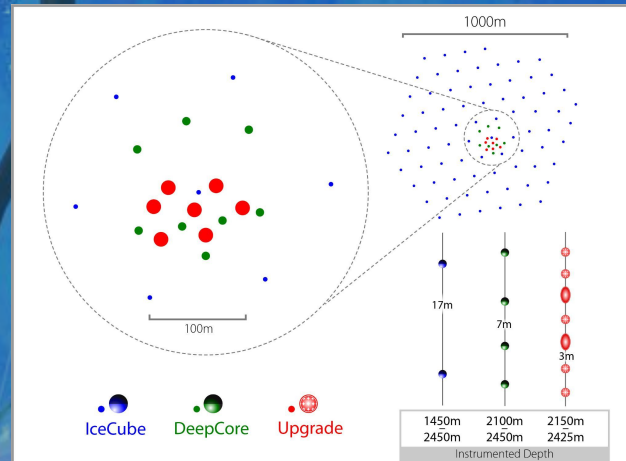 1000m
100m
17m
7m
3m
IceCube
DeepCore
Upgrade
1450m 2100m 2150m
– – –
2450m 2450m 2425m
Instrumented Depth